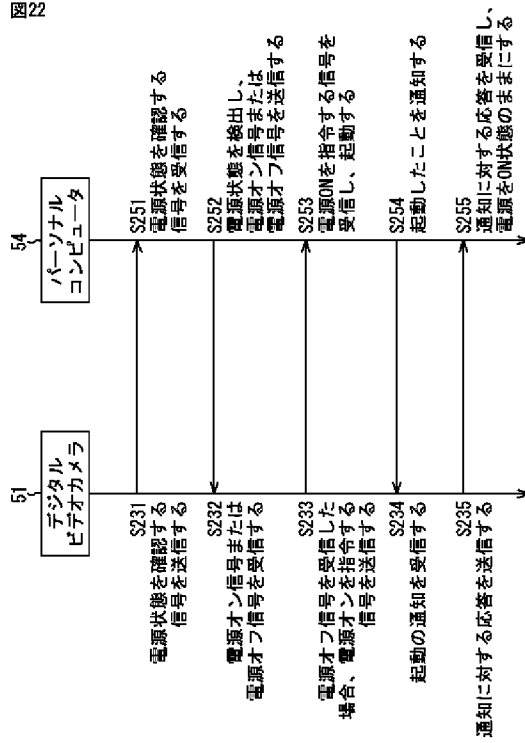 図22
51
デジタル
ビデオカメラ
54
パーソナル
コンピュータ
S231
電源状態を確認する
信号を送信する
S251
電源状態を確認する
信号を受信する
S232
電源オン信号または
電源オフ信号を受信する
S252
電源状態を検出し、
電源オン信号または
電源オフ信号を送信する
S233
電源オフ信号を受信した
場合、電源オンを指令する
信号を送信する
S253
電源ONを指令する信号を
受信し、起動する
S234
起動の通知を受信する
S254
起動したことを通知する
S235
通知に対する応答を送信する
S255
通知に対する応答を受信し、
電源をON状態のままにする